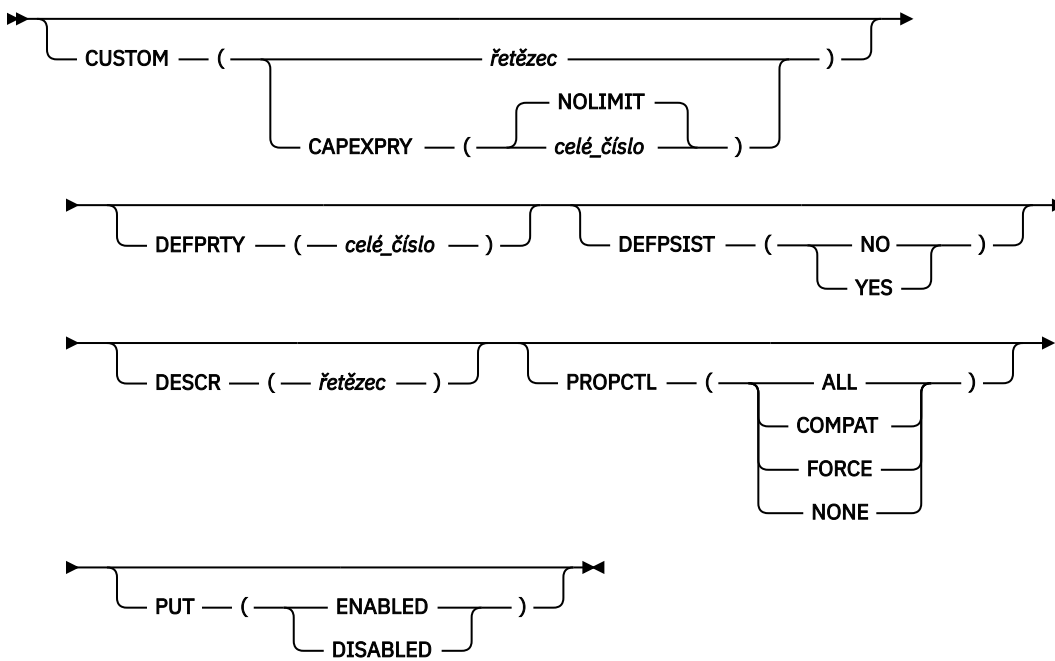 CUSTOM ( řetězec )
NOLIMIT
CAPEXPRY ( celé_číslo )
DEFPRTY ( celé_číslo ) DEFPSIST ( NO )
YES
DESCR ( řetězec ) PROPCTL ( ALL )
COMPAT
FORCE
NONE
PUT ( ENABLED )
DISABLED